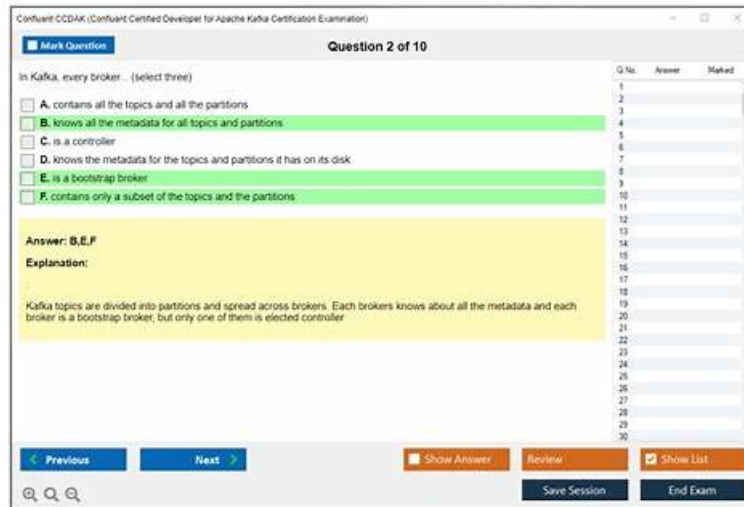 Confluent CCDAK (Confluent Certified Developer for Apache Kafka Certification Examination)
Mark Question
Question 2 of 10
In Kafka, every broker... (select three)
A. contains all the topics and all the partitions
B. knows all the metadata for all topics and partitions
C. is a controller
D. knows the metadata for the topics and partitions it has on its disk
E. is a bootstrap broker
F. contains only a subset of the topics and the partitions
Answer: B,E,F
Explanation:
:
Kafka topics are divided into partitions and spread across brokers. Each brokers knows about all the metadata and each
broker is a bootstrap broker, but only one of them is elected controller
Q.No. Answer Marked
1
2
3
4
5
6
7
8
9
10
11
12
13
14
15
16
17
18
19
20
21
22
23
24
25
26
27
28
29
30
Previous
Next
Show Answer
Review
Show List
Save Session
End Exam